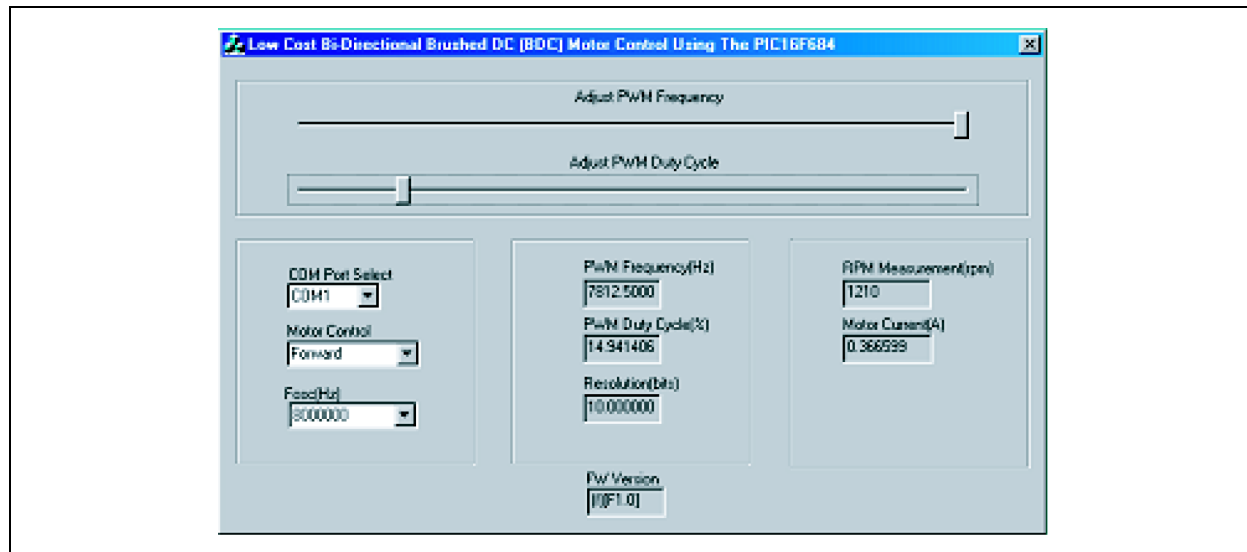 Low Cost Bi-Directional Brushed DC (BDC) Motor Control Using The PIC16F684
Adjust PWM Frequency
Adjust PWM Duty Cycle
COM Port Select
COM1
Motor Control
Forward
Fosc(Hz)
8000000
PWM Frequency(Hz)
7812.5000
PWM Duty Cycle(%)
14.941406
Resolution(bits)
10.000000
RPM Measurement(rpm)
1210
Motor Current(A)
0.366599
FW Version